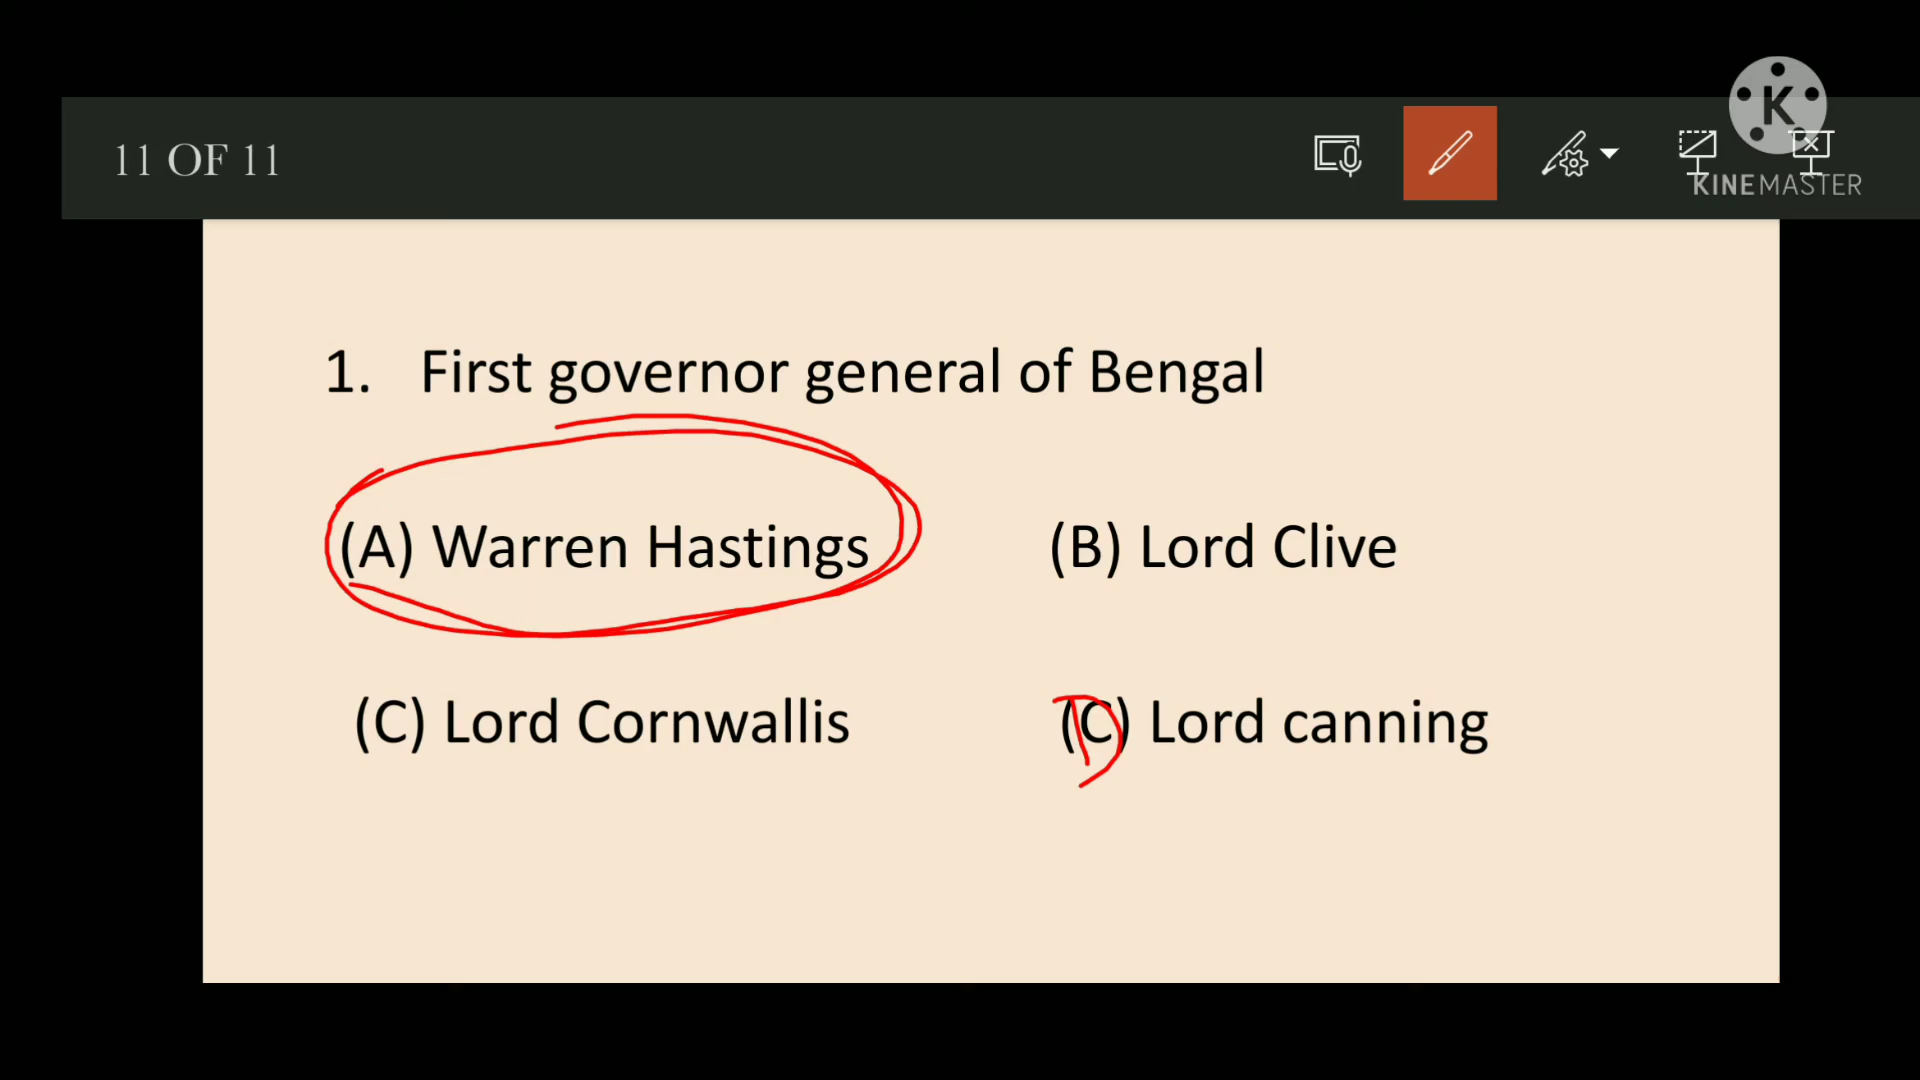 11 OF 11
K
KINEMASTER
1. First governor general of Bengal
(A) Warren Hastings (B) Lord Clive
(C) Lord Cornwallis (C) Lord canning
D